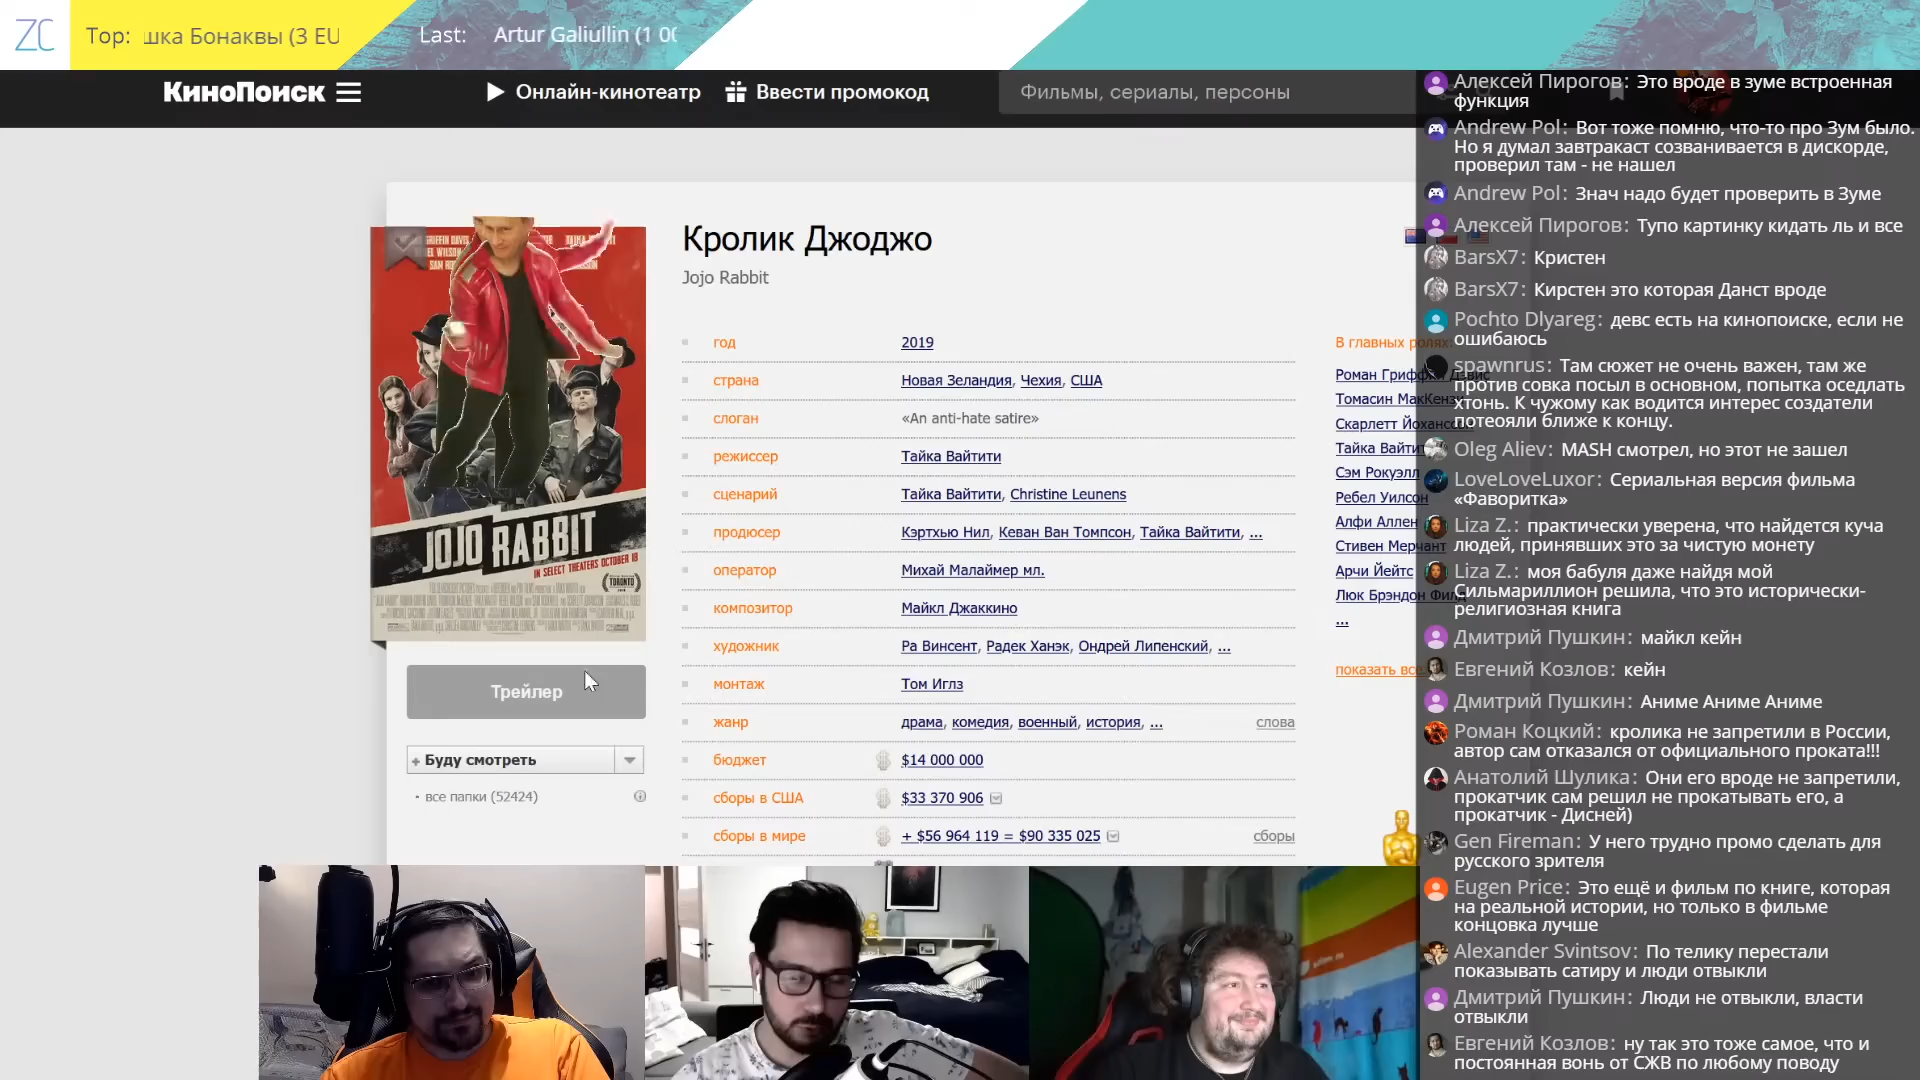 ZC
Top: шка Бонаквы (3 EU
Last: Artur Galiullin (1 00
КиноПоиск
Онлайн-кинотеатр
Ввести промокод
Фильмы, сериалы, персоны
Кролик Джоджо
Jojo Rabbit
год 2019
страна Новая Зеландия, Чехия, США
слоган «An anti-hate satire»
режиссер Тайка Вайтити
сценарий Тайка Вайтити, Christine Leunens
продюсер Кэртхью Нил, Кеван Ван Томпсон, Тайка Вайтити, ...
оператор Михай Малаймер мл.
композитор Майкл Джаккино
художник Ра Винсент, Радек Ханэк, Ондрей Липенский, ...
монтаж Том Иглз
жанр драма, комедия, военный, история, ... слова
бюджет $14 000 000
сборы в США $33 370 906
сборы в мире + $56 964 119 = $90 335 025 сборы
В главных ролях:
Роман Гриффин Дэвис
Томасин МакКензи
Скарлетт Йоханссон
Тайка Вайтити
Сэм Рокуэлл
Ребел Уилсон
Алфи Аллен
Стивен Мерчант
Арчи Йейтс
Люк Брэндон Филд
...
показать все
JOJO RABBIT
IN SELECT THEATERS OCTOBER 18
TORONTO
Трейлер
+ Буду смотреть
все папки (52424)
Алексей Пирогов: Это вроде в зуме встроенная
функция
Andrew Pol: Вот тоже помню, что-то про Зум было.
Но я думал завтракаст созванивается в дискорде,
проверил там - не нашел
Andrew Pol: Знач надо будет проверить в Зуме
Алексей Пирогов: Тупо картинку кидать ль и все
BarsX7: Кристен
BarsX7: Кирстен это которая Данст вроде
Pochto Dlyareg: девс есть на кинопоиске, если не
ошибаюсь
spawnrus: Там сюжет не очень важен, там же
против совка посыл в основном, попытка оседлать
хтонь. К чужому как водится интерес создатели
потеояли ближе к концу.
Oleg Aliev: MASH смотрел, но этот не зашел
LoveLoveLuxor: Сериальная версия фильма
«Фаворитка»
Liza Z.: практически уверена, что найдется куча
людей, принявших это за чистую монету
Liza Z.: моя бабуля даже найдя мой
Сильмариллион решила, что это исторически-
религиозная книга
Дмитрий Пушкин: майкл кейн
Евгений Козлов: кейн
Дмитрий Пушкин: Аниме Аниме Аниме
Роман Коцкий: кролика не запретили в России,
автор сам отказался от официального проката!!!
Анатолий Шулика: Они его вроде не запретили,
прокатчик сам решил не прокатывать его, а
прокатчик - Дисней)
Gen Fireman: У него трудно промо сделать для
русского зрителя
Eugen Price: Это ещё и фильм по книге, которая
на реальной истории, но только в фильме
концовка лучше
Alexander Svintsov: По телику перестали
показывать сатиру и люди отвыкли
Дмитрий Пушкин: Люди не отвыкли, власти
отвыкли
Евгений Козлов: ну так это тоже самое, что и
постоянная вонь от СЖВ по любому поводу